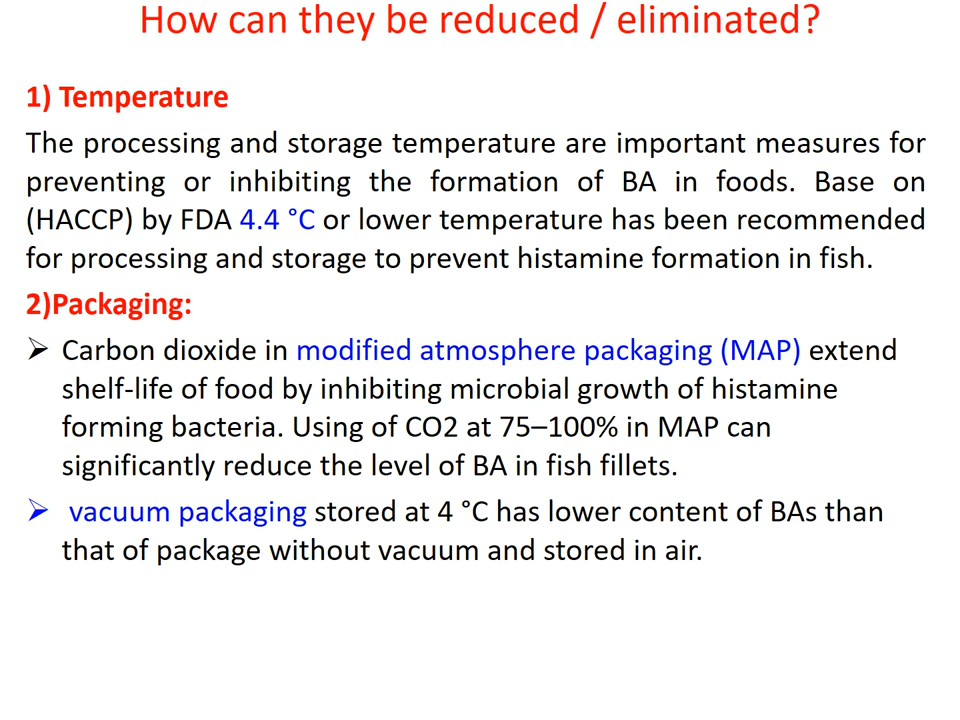 How can they be reduced / eliminated?
1) Temperature
The processing and storage temperature are important measures for
preventing or inhibiting the formation of BA in foods. Base on
(HACCP) by FDA 4.4 °C or lower temperature has been recommended
for processing and storage to prevent histamine formation in fish.
2)Packaging:
➢ Carbon dioxide in modified atmosphere packaging (MAP) extend
shelf-life of food by inhibiting microbial growth of histamine
forming bacteria. Using of CO2 at 75–100% in MAP can
significantly reduce the level of BA in fish fillets.
➢ vacuum packaging stored at 4 °C has lower content of BAs than
that of package without vacuum and stored in air.